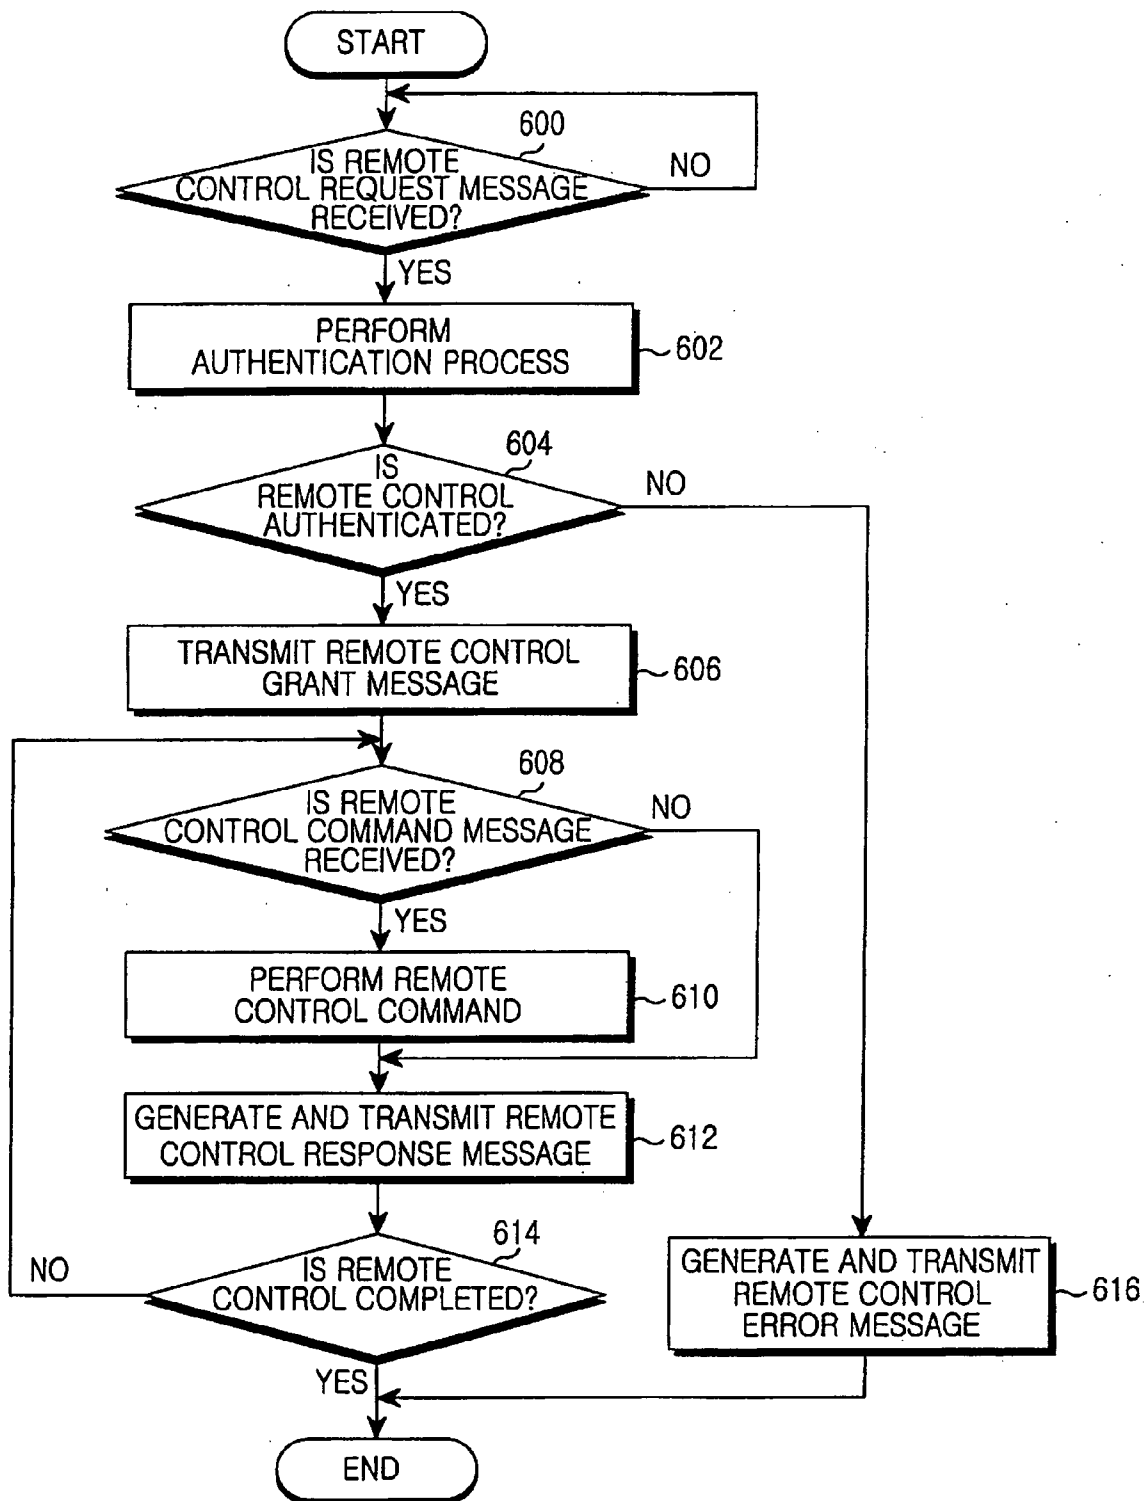 START
600
IS REMOTE
CONTROL REQUEST MESSAGE
RECEIVED?
NO
YES
PERFORM
AUTHENTICATION PROCESS
602
604
IS
REMOTE CONTROL
AUTHENTICATED?
NO
YES
TRANSMIT REMOTE CONTROL
GRANT MESSAGE
606
608
IS REMOTE
CONTROL COMMAND MESSAGE
RECEIVED?
NO
YES
PERFORM REMOTE
CONTROL COMMAND
610
GENERATE AND TRANSMIT REMOTE
CONTROL RESPONSE MESSAGE
612
614
IS REMOTE
CONTROL COMPLETED?
NO
YES
GENERATE AND TRANSMIT
REMOTE CONTROL
ERROR MESSAGE
616
END